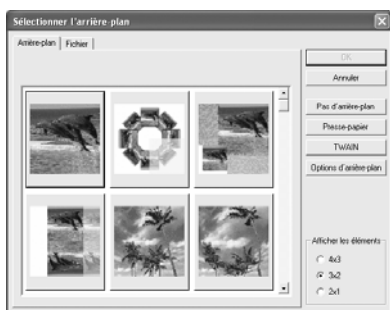 Sélectionner l'arrière-plan
Arrière-plan
Fichier
OK
Annuler
Pas d'arrière-plan
Presse-papier
TWAIN
Options d'arrière-plan
Afficher les éléments
4x3
3x2
2x1